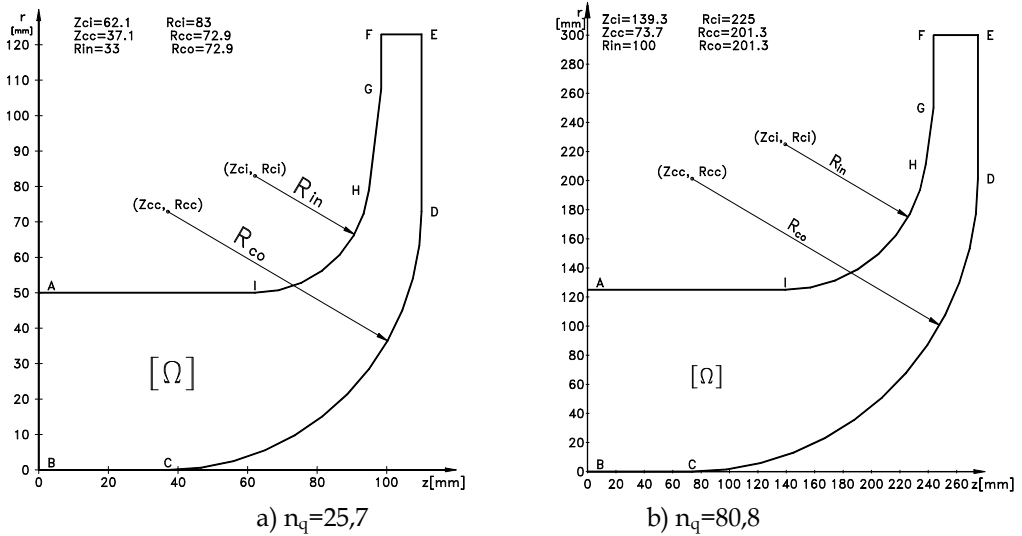 r
[mm]
Zci=62.1 Rci=83
Zcc=37.1 Rcc=72.9
Rin=33 Rco=72.9
120
110
100
90
80
70
60
50
40
30
20
10
0
F
E
G
H
D
(Zci, Rci)
Rin
(Zcc, Rcc)
Rco
A
I
[Ω]
B
C
0 20 40 60 80 100 z[mm]
a) nq=25,7
r
[mm]
Zci=139.3 Rci=225
Zcc=73.7 Rcc=201.3
Rin=100 Rco=201.3
300
280
260
240
220
200
180
160
140
120
100
80
60
40
20
0
F
E
G
H
D
(Zci, Rci)
Rin
(Zcc, Rcc)
Rco
A
I
[Ω]
B
C
0 20 40 60 80 100 120 140 160 180 200 220 240 260 z[mm]
b) nq=80,8